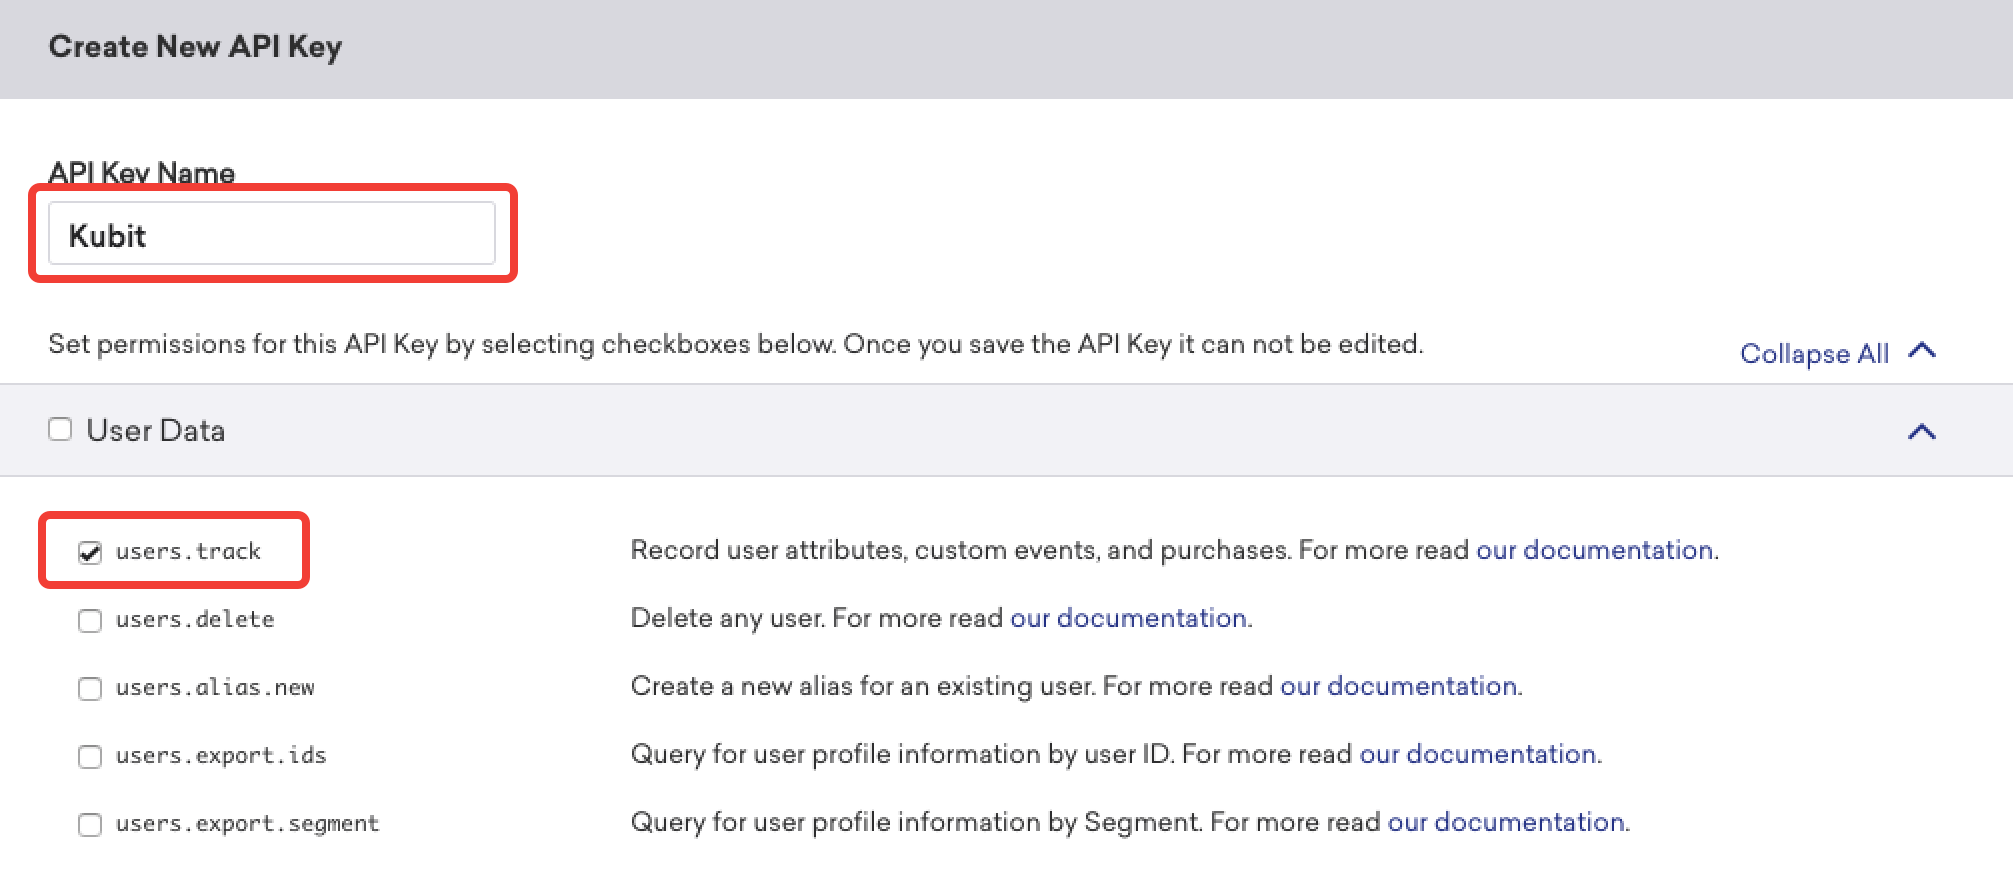 Create New API Key
API Key Name
Kubit
Set permissions for this API Key by selecting checkboxes below. Once you save the API Key it can not be edited.
Collapse All
User Data
users.track Record user attributes, custom events, and purchases. For more read our documentation.
users.delete Delete any user. For more read our documentation.
users.alias.new Create a new alias for an existing user. For more read our documentation.
users.export.ids Query for user profile information by user ID. For more read our documentation.
users.export.segment Query for user profile information by Segment. For more read our documentation.